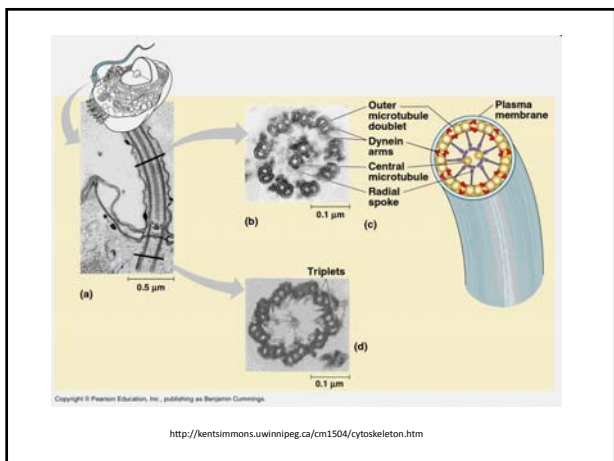 Outer
microtubule
doublet
Dynein
arms
Central
microtubule
Radial
spoke
Plasma
membrane
0.1 µm
(b)
(c)
0.5 µm
(a)
Triplets
(d)
0.1 µm
Copyright © Pearson Education, Inc., publishing as Benjamin Cummings.
http://kentsimmons.uwinnipeg.ca/cm1504/cytoskeleton.htm